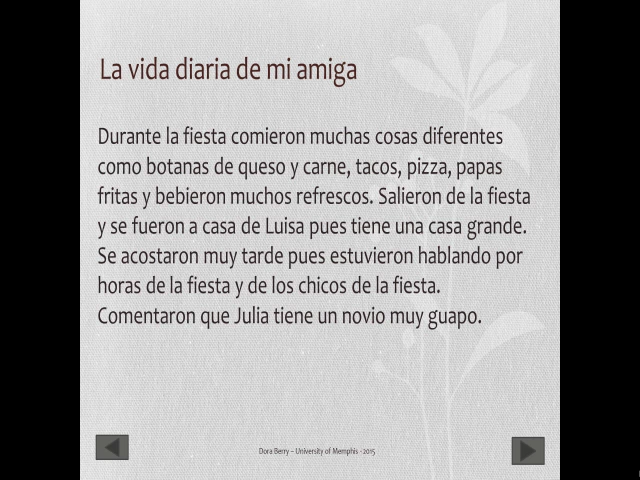 La vida diaria de mi amiga
Durante la fiesta comieron muchas cosas diferentes
como botanas de queso y carne, tacos, pizza, papas
fritas y bebieron muchos refrescos. Salieron de la fiesta
y se fueron a casa de Luisa pues tiene una casa grande.
Se acostaron muy tarde pues estuvieron hablando por
horas de la fiesta y de los chicos de la fiesta.
Comentaron que Julia tiene un novio muy guapo.
Dora Berry – University of Memphis - 2015